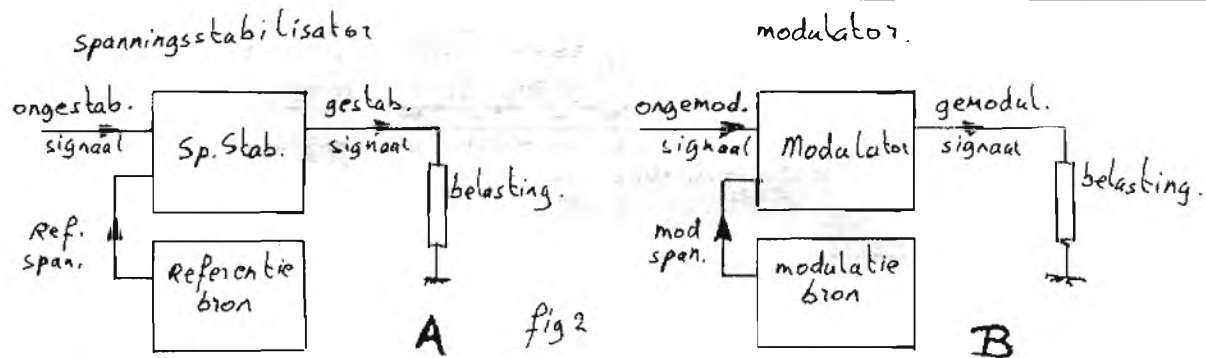 spanningsstabilisator
ongestab.
signaal
Sp. Stab.
gestab.
signaal
belasting.
Ref.
span.
Referentie
bron
A
fig 2
modulator.
ongemod.
signaal
Modulator
gemodul.
signaal
belasting.
mod
span.
modulatie
bron
B